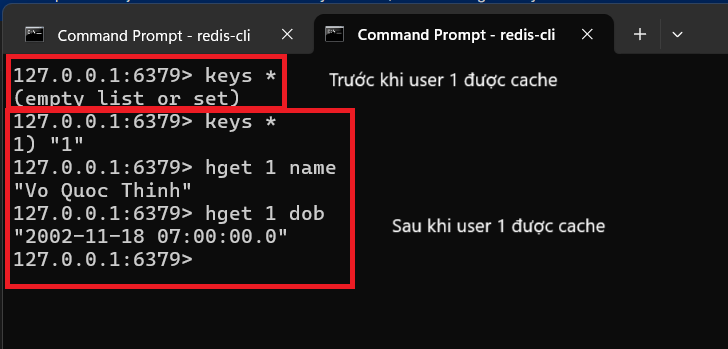 Command Prompt - redis-cli
Command Prompt - redis-cli
127.0.0.1:6379> keys *
(empty list or set)
Trước khi user 1 được cache
127.0.0.1:6379> keys *
1) "1"
127.0.0.1:6379> hget 1 name
"Vo Quoc Thinh"
127.0.0.1:6379> hget 1 dob
"2002-11-18 07:00:00.0"
127.0.0.1:6379>
Sau khi user 1 được cache